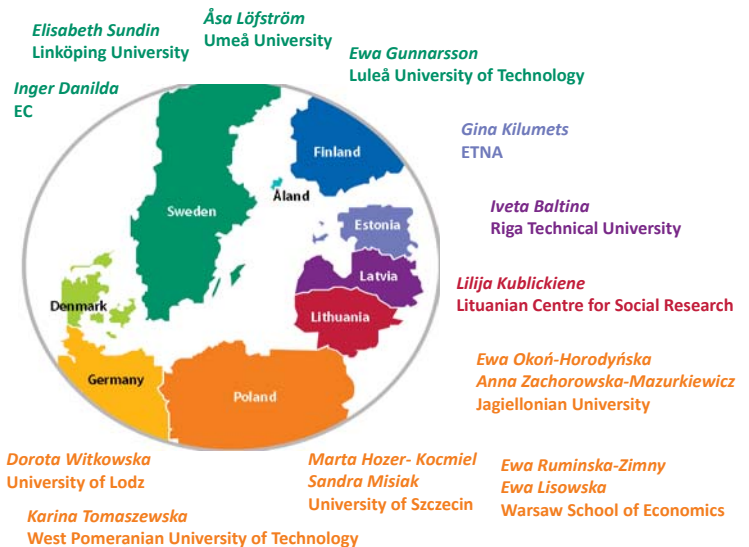 Elisabeth Sundin
Linköping University
Åsa Löfström
Umeå University
Ewa Gunnarsson
Luleå University of Technology
Inger Danilda
EC
Gina Kilumets
ETNA
Finland
Åland
Sweden
Estonia
Iveta Baltina
Riga Technical University
Latvia
Denmark
Lithuania
Lilija Kublickiene
Lituanian Centre for Social Research
Germany
Poland
Ewa Okoń-Horodyńska
Anna Zachorowska-Mazurkiewicz
Jagiellonian University
Dorota Witkowska
University of Lodz
Marta Hozer- Kocmiel
Sandra Misiak
University of Szczecin
Ewa Ruminska-Zimny
Ewa Lisowska
Warsaw School of Economics
Karina Tomaszewska
West Pomeranian University of Technology